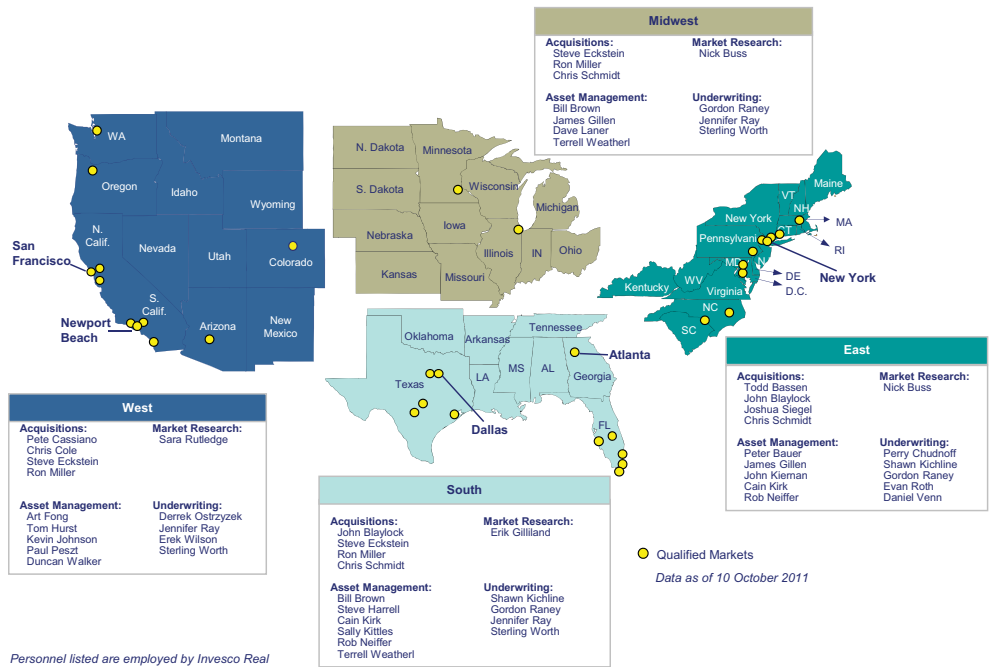 Midwest
Acquisitions:
Steve Eckstein
Ron Miller
Chris Schmidt
Market Research:
Nick Buss
Asset Management:
Bill Brown
James Gillen
Dave Laner
Terrell Weatherl
Underwriting:
Gordon Raney
Jennifer Ray
Sterling Worth
WA
Montana
Oregon
Idaho
Wyoming
N.
Calif.
Nevada
Utah
Colorado
S.
Calif.
Arizona
New
Mexico
San
Francisco
Newport
Beach
N. Dakota
Minnesota
S. Dakota
Wisconsin
Michigan
Nebraska
Iowa
Illinois
IN
Ohio
Kansas
Missouri
Maine
VT
NH
New York
MA
CT
RI
Pennsylvani
N
New York
MD
DE
D.C.
WV
Kentucky
Virginia
NC
SC
Oklahoma
Arkansas
Tennessee
Texas
LA
MS
AL
Georgia
FL
Atlanta
Dallas
West
Acquisitions:
Pete Cassiano
Chris Cole
Steve Eckstein
Ron Miller
Market Research:
Sara Rutledge
Asset Management:
Art Fong
Tom Hurst
Kevin Johnson
Paul Peszt
Duncan Walker
Underwriting:
Derrek Ostrzyzek
Jennifer Ray
Erek Wilson
Sterling Worth
South
Acquisitions:
John Blaylock
Steve Eckstein
Ron Miller
Chris Schmidt
Market Research:
Erik Gilliland
Asset Management:
Bill Brown
Steve Harrell
Cain Kirk
Sally Kittles
Rob Neiffer
Terrell Weatherl
Underwriting:
Shawn Kichline
Gordon Raney
Jennifer Ray
Sterling Worth
East
Acquisitions:
Todd Bassen
John Blaylock
Joshua Siegel
Chris Schmidt
Market Research:
Nick Buss
Asset Management:
Peter Bauer
James Gillen
John Kiernan
Cain Kirk
Rob Neiffer
Underwriting:
Perry Chudnoff
Shawn Kichline
Gordon Raney
Evan Roth
Daniel Venn
Qualified Markets
Data as of 10 October 2011
Personnel listed are employed by Invesco Real